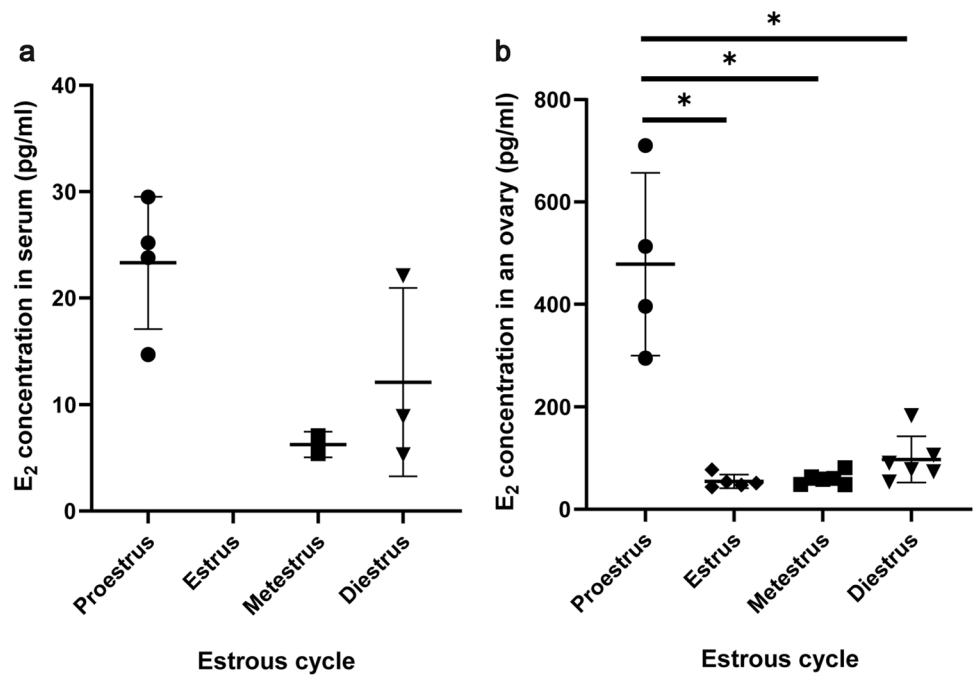 a
E2 concentration in serum (pg/ml)
40
30
20
10
0
Proestrus
Estrus
Metestrus
Diestrus
Estrous cycle
b
*
*
*
E2 concentration in an ovary (pg/ml)
800
600
400
200
0
Proestrus
Estrus
Metestrus
Diestrus
Estrous cycle